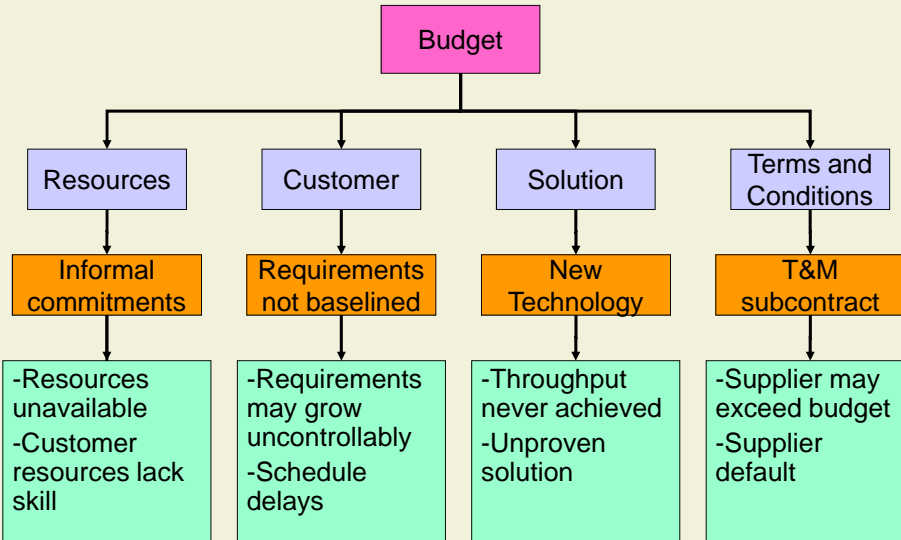 Budget
Resources
Customer
Solution
Terms and
Conditions
Informal
commitments
Requirements
not baselined
New
Technology
T&M
subcontract
-Resources
unavailable
-Customer
resources lack
skill
-Requirements
may grow
uncontrollably
-Schedule
delays
-Throughput
never achieved
-Unproven
solution
-Supplier may
exceed budget
-Supplier
default